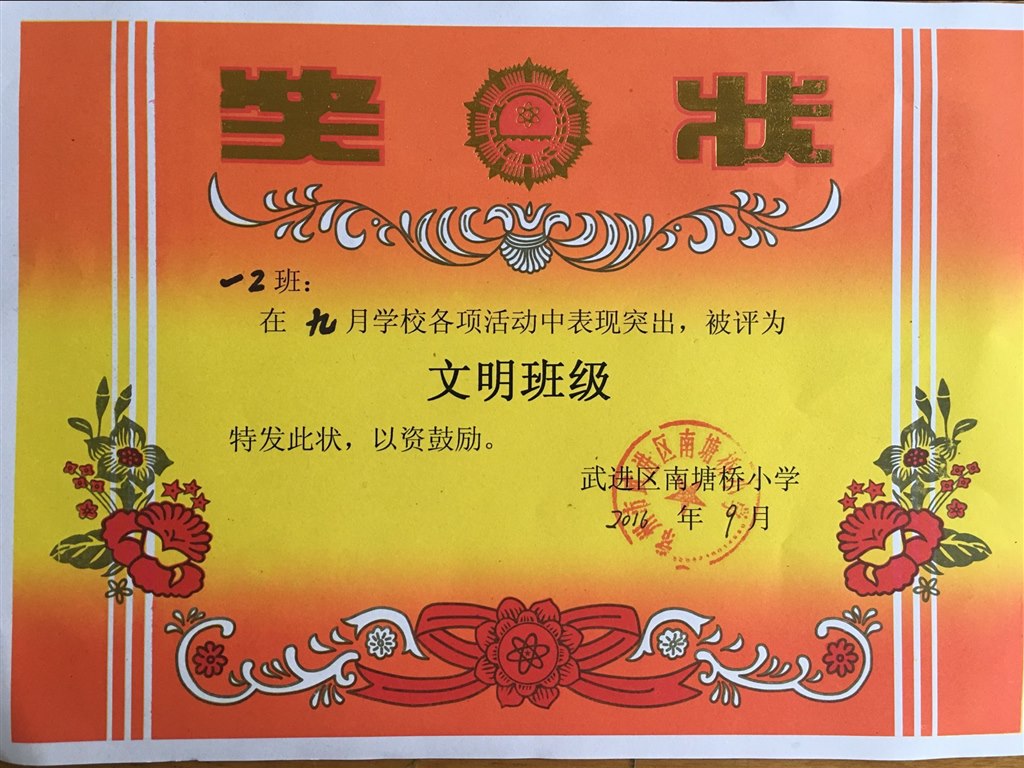 奖状
一2班：
在 九 月学校各项活动中表现突出，被评为
文明班级
特发此状，以资鼓励。
武进区南塘桥小学
2016 年 9 月